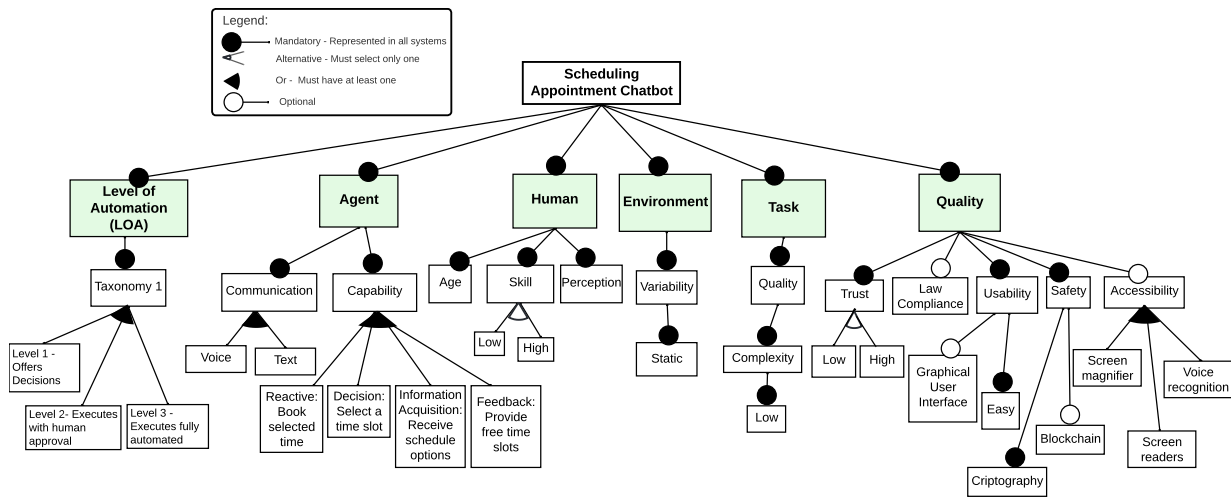 Legend:
Mandatory - Represented in all systems
Alternative - Must select only one
Or - Must have at least one
Optional
Scheduling
Appointment Chatbot
Level of
Automation
(LOA)
Agent
Human
Environment
Task
Quality
Taxonomy 1
Communication
Capability
Age
Skill
Perception
Variability
Quality
Trust
Law
Compliance
Usability
Safety
Accessibility
Level 1 -
Offers
Decisions
Level 2- Executes
with human
approval
Level 3 -
Executes fully
automated
Voice
Text
Reactive:
Book
selected
time
Decision:
Select a
time slot
Information
Acquisition:
Receive
schedule
options
Feedback:
Provide
free time
slots
Low
High
Static
Complexity
Low
Low
High
Graphical
User
Interface
Easy
Criptography
Blockchain
Screen
magnifier
Screen
readers
Voice
recognition